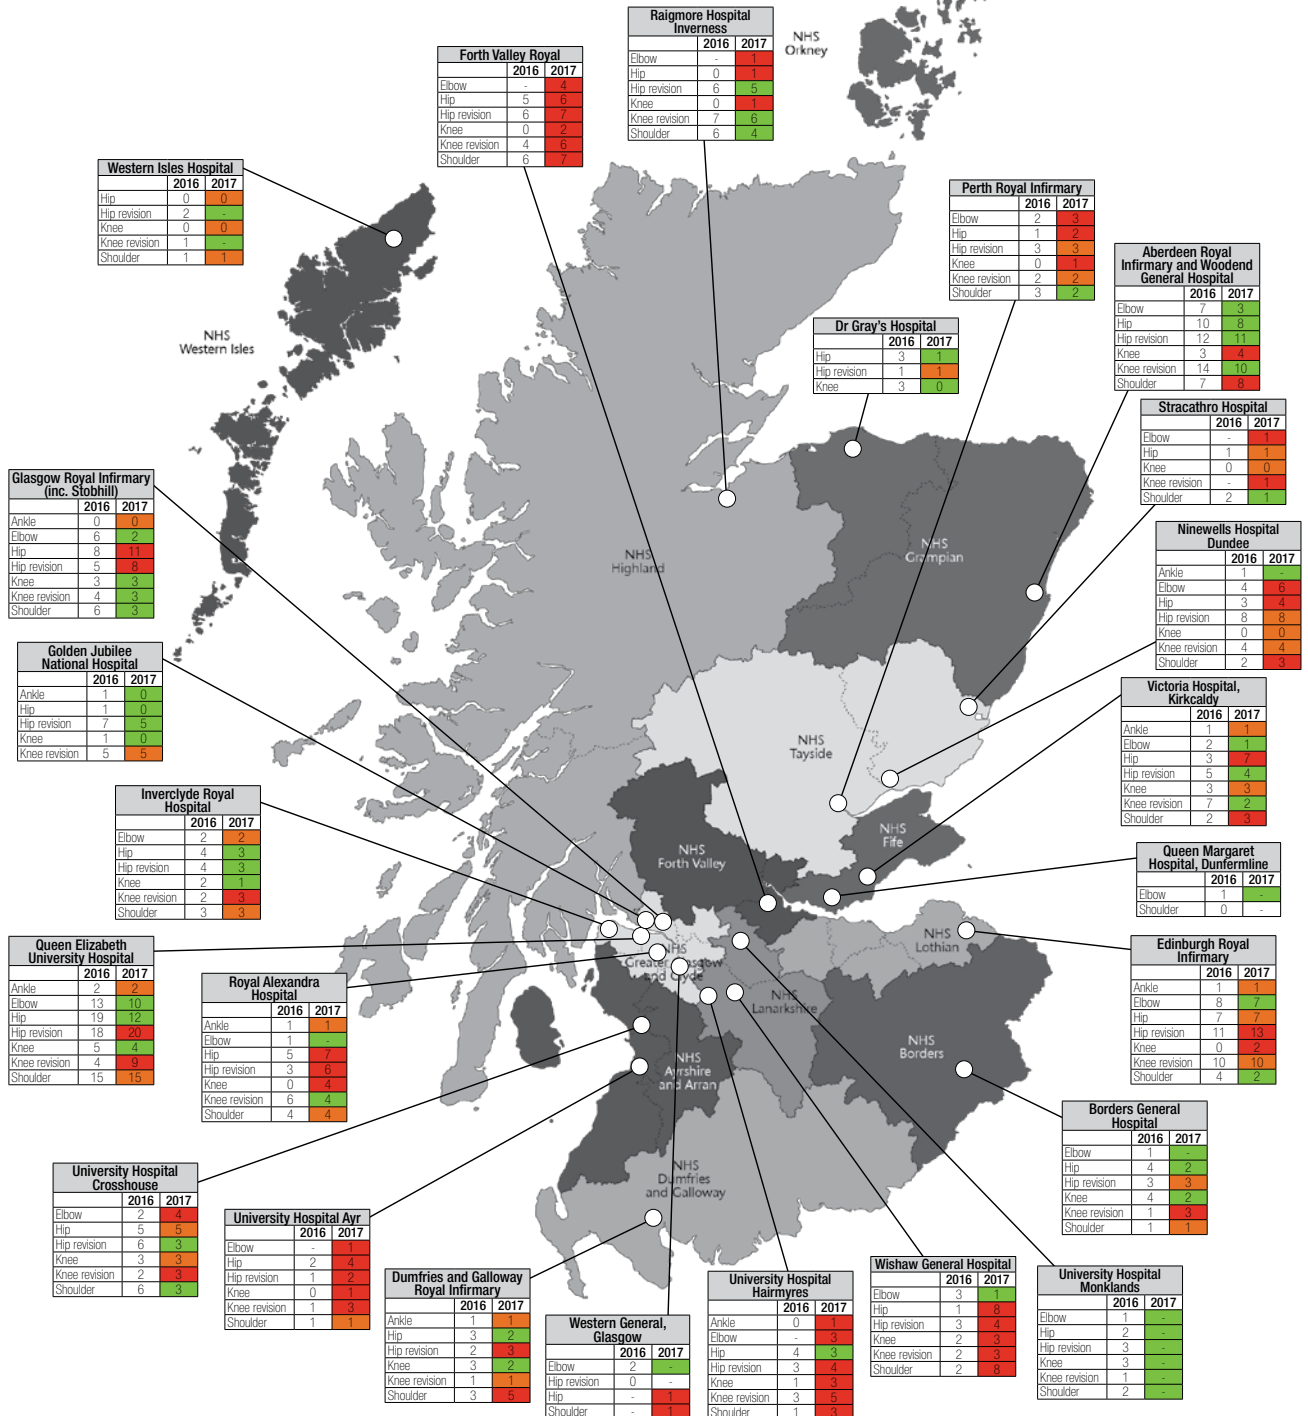 Raigmore Hospital
Inverness
2016 2017
Elbow - 1
Hip 0 1
Hip revision 6 5
Knee 0 1
Knee revision 7 6
Shoulder 6 4
NHS
Orkney
Forth Valley Royal
2016 2017
Elbow - 4
Hip 5 6
Hip revision 6 7
Knee 0 2
Knee revision 4 6
Shoulder 6 7
Western Isles Hospital
2016 2017
Hip 0 0
Hip revision 2 -
Knee 0 0
Knee revision 1 -
Shoulder 1 1
Perth Royal Infirmary
2016 2017
Elbow 2 3
Hip 1 2
Hip revision 3 3
Knee 0 1
Knee revision 2 2
Shoulder 3 2
Aberdeen Royal
Infirmary and Woodend
General Hospital
2016 2017
Elbow 7 3
Hip 10 8
Hip revision 12 11
Knee 3 4
Knee revision 14 10
Shoulder 7 8
NHS
Western Isles
Dr Gray's Hospital
2016 2017
Hip 3 1
Hip revision 1 1
Knee 3 0
Stracathro Hospital
2016 2017
Elbow - 1
Hip 1 1
Knee 0 0
Knee revision - 1
Shoulder 2 1
Glasgow Royal Infirmary
(inc. Stobhill)
2016 2017
Ankle 0 0
Elbow 6 2
Hip 8 11
Hip revision 5 8
Knee 3 3
Knee revision 4 3
Shoulder 6 3
NHS
Highland
NHS
Grampian
Ninewells Hospital
Dundee
2016 2017
Ankle 1 -
Elbow 4 6
Hip 3 4
Hip revision 8 8
Knee 0 0
Knee revision 4 4
Shoulder 2 3
Golden Jubilee
National Hospital
2016 2017
Ankle 1 0
Hip 1 0
Hip revision 7 5
Knee 1 0
Knee revision 5 5
NHS
Tayside
Victoria Hospital,
Kirkcaldy
2016 2017
Ankle 1 1
Elbow 2 1
Hip 3 7
Hip revision 5 4
Knee 3 3
Knee revision 7 2
Shoulder 2 3
Inverclyde Royal
Hospital
2016 2017
Elbow 2 2
Hip 4 3
Hip revision 4 3
Knee 2 1
Knee revision 2 3
Shoulder 3 3
NHS
Forth Valley
NHS
Fife
Queen Margaret
Hospital, Dunfermline
2016 2017
Elbow 1 -
Shoulder 0 -
Queen Elizabeth
University Hospital
2016 2017
Ankle 2 2
Elbow 13 10
Hip 19 12
Hip revision 18 20
Knee 5 4
Knee revision 4 9
Shoulder 15 15
Royal Alexandra
Hospital
2016 2017
Ankle 1 1
Elbow 1 -
Hip 5 7
Hip revision 3 6
Knee 0 4
Knee revision 6 4
Shoulder 4 4
NHS
Greater Glasgow
and Clyde
NHS
Lothian
NHS
Lanarkshire
Edinburgh Royal
Infirmary
2016 2017
Ankle 1 1
Elbow 8 7
Hip 7 7
Hip revision 11 13
Knee 0 2
Knee revision 10 10
Shoulder 4 2
NHS
Borders
NHS
Ayrshire
and Arran
Borders General
Hospital
2016 2017
Elbow 1 -
Hip 4 2
Hip revision 3 3
Knee 4 2
Knee revision 1 3
Shoulder 1 1
University Hospital
Crosshouse
2016 2017
Elbow 2 4
Hip 5 5
Hip revision 6 3
Knee 3 3
Knee revision 2 3
Shoulder 6 3
NHS
Dumfries
and Galloway
University Hospital Ayr
2016 2017
Elbow - 1
Hip 2 4
Hip revision 1 2
Knee 0 1
Knee revision 1 3
Shoulder 1 1
Dumfries and Galloway
Royal Infirmary
2016 2017
Ankle 1 1
Hip 3 2
Hip revision 2 3
Knee 3 2
Knee revision 1 1
Shoulder 3 5
Western General,
Glasgow
2016 2017
Elbow 2 -
Hip revision 0 -
Hip - 1
Shoulder - 1
University Hospital
Hairmyres
2016 2017
Ankle 0 1
Elbow - 3
Hip 4 3
Hip revision 3 4
Knee 1 3
Knee revision 3 5
Shoulder 1 3
Wishaw General Hospital
2016 2017
Elbow 3 1
Hip 1 8
Hip revision 3 4
Knee 2 3
Knee revision 2 3
Shoulder 2 8
University Hospital
Monklands
2016 2017
Elbow 1 -
Hip 2 -
Hip revision 3 -
Knee 3 -
Knee revision 1 -
Shoulder 2 -